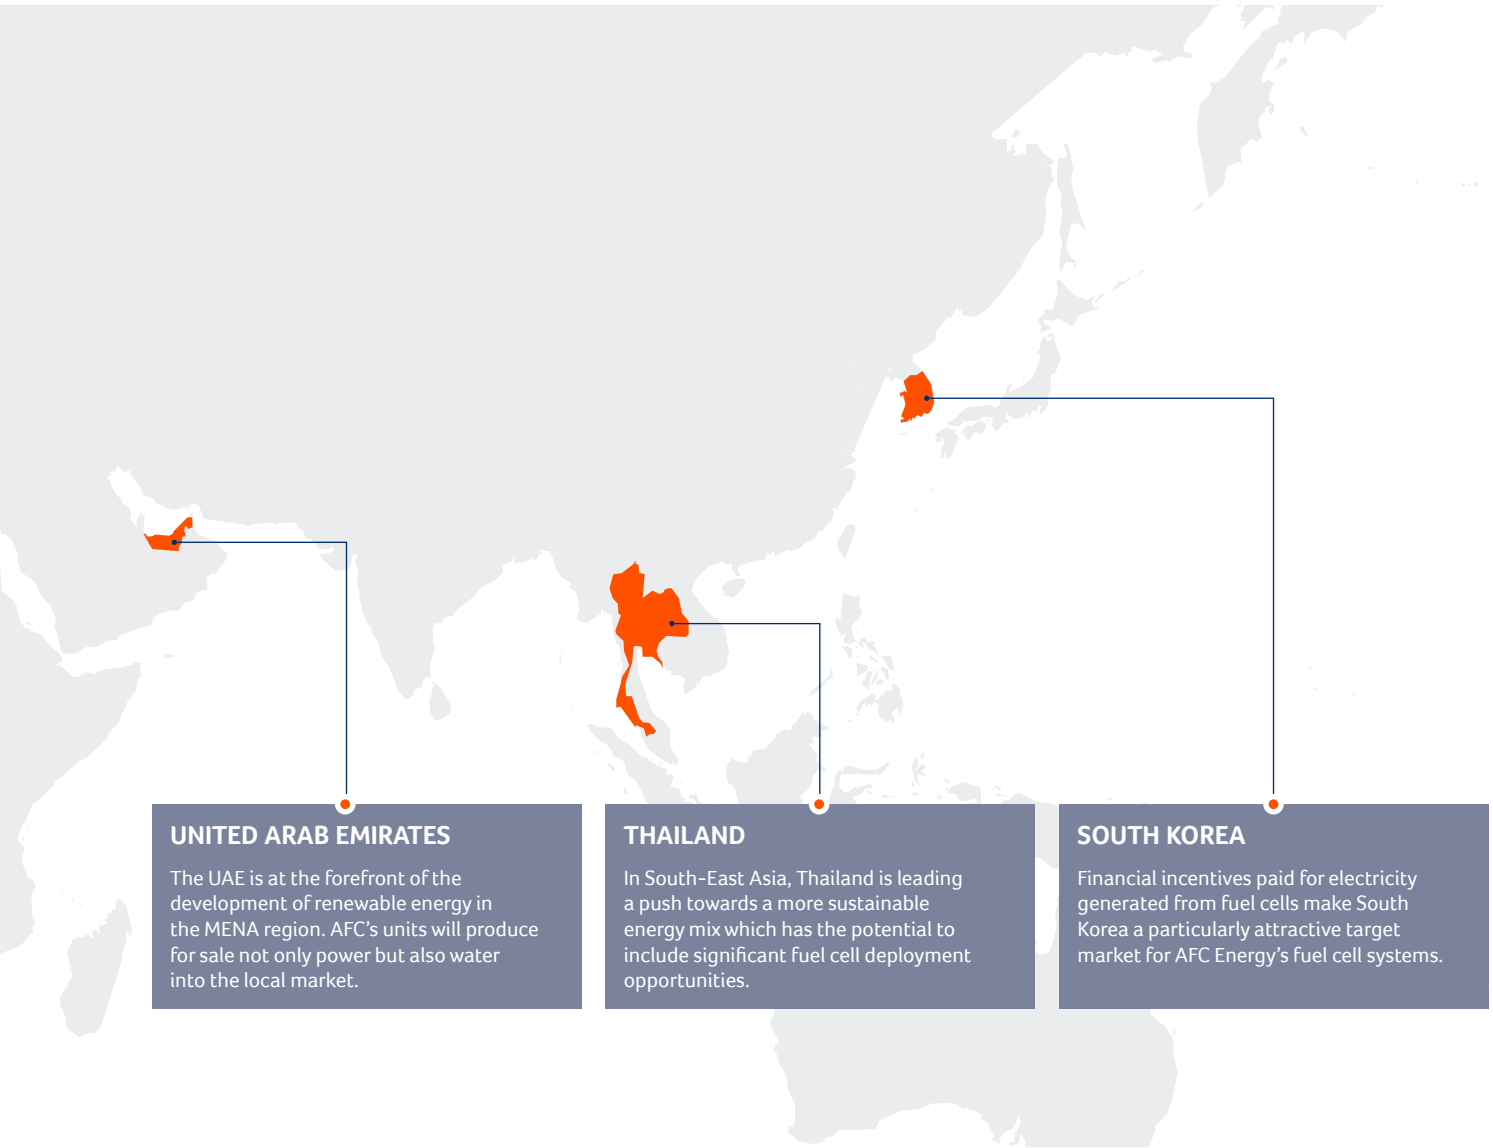 UNITED ARAB EMIRATES
The UAE is at the forefront of the
development of renewable energy in
the MENA region. AFC’s units will produce
for sale not only power but also water
into the local market.
THAILAND
In South-East Asia, Thailand is leading
a push towards a more sustainable
energy mix which has the potential to
include significant fuel cell deployment
opportunities.
SOUTH KOREA
Financial incentives paid for electricity
generated from fuel cells make South
Korea a particularly attractive target
market for AFC Energy’s fuel cell systems.